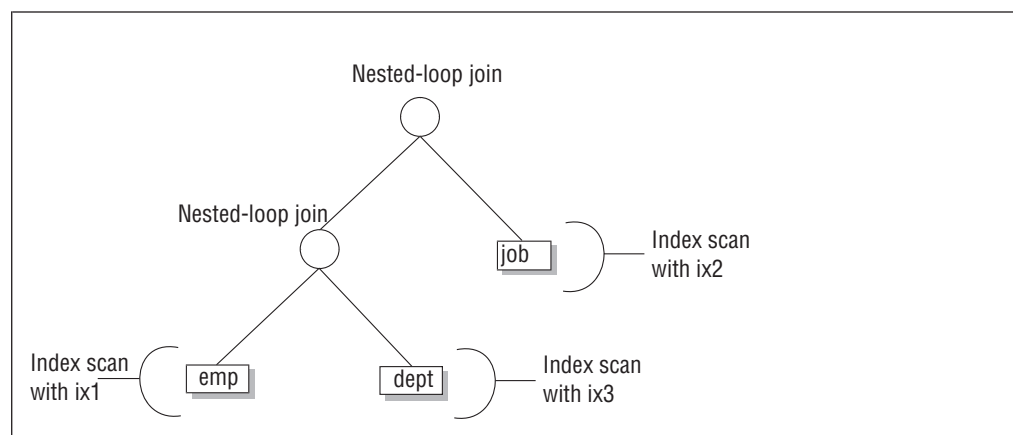 Nested-loop join
Nested-loop join
job
Index scan
with ix2
Index scan
with ix1
emp
dept
Index scan
with ix3